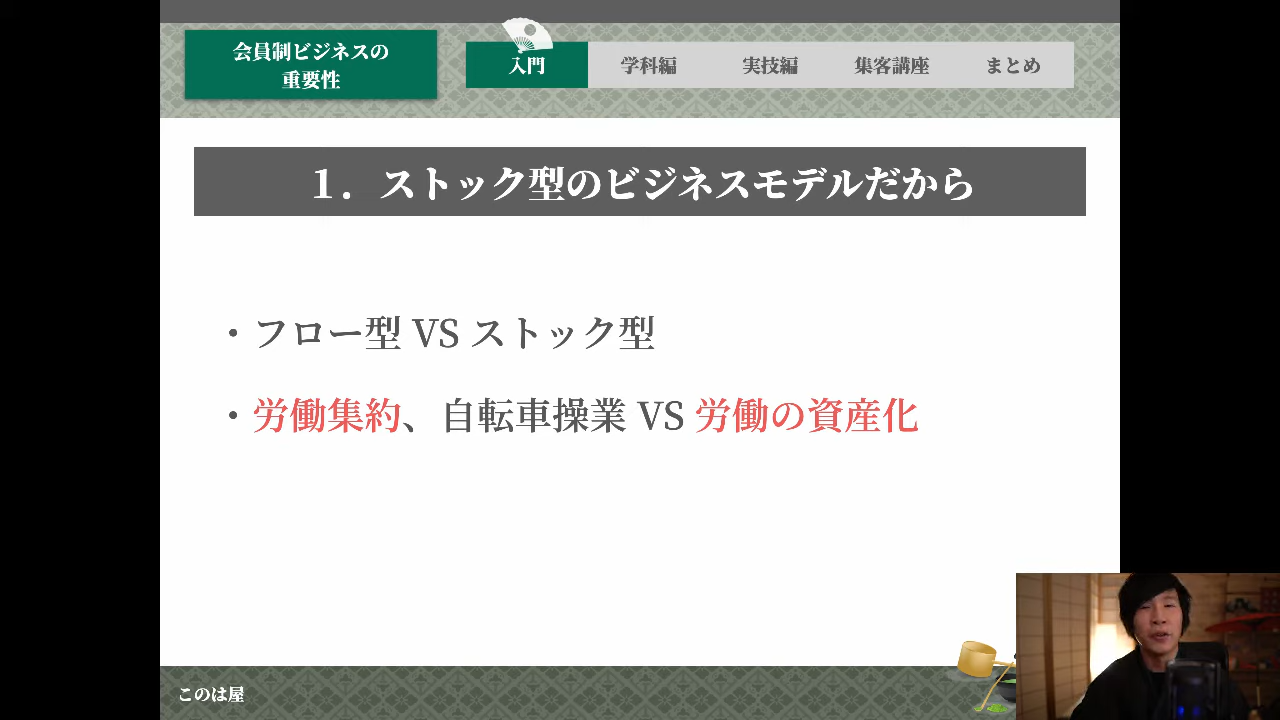 会員制ビジネスの
重要性
入門 学科編 実技編 集客講座 まとめ
１．ストック型のビジネスモデルだから
・フロー型 VS ストック型
・労働集約、自転車操業 VS 労働の資産化
このは屋